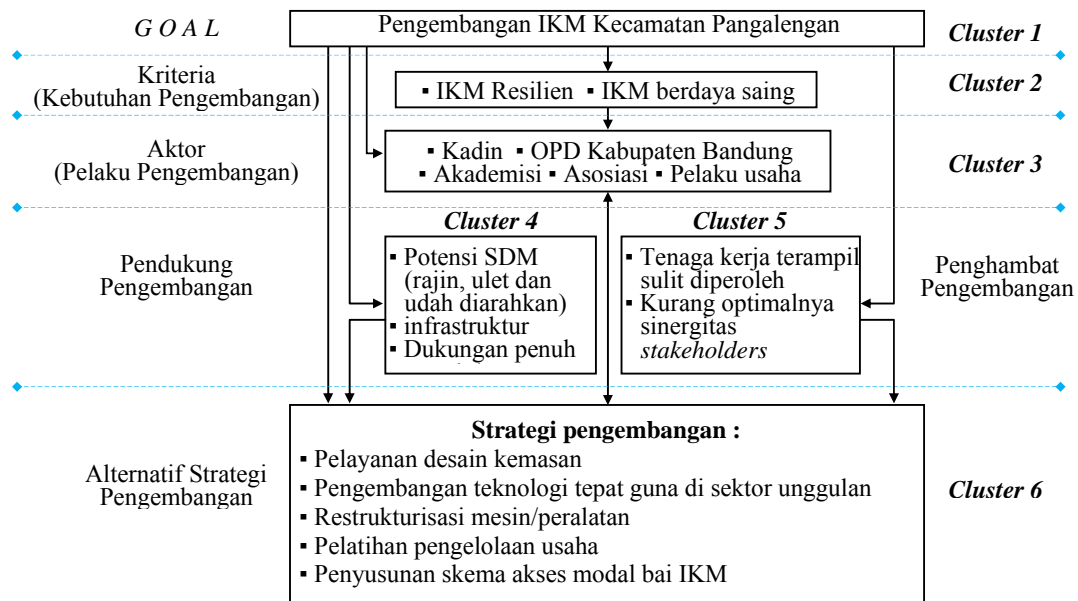 G O A L
Pengembangan IKM Kecamatan Pangalengan
Cluster 1
Kriteria
(Kebutuhan Pengembangan)
▪ IKM Resilien ▪ IKM berdaya saing
Cluster 2
Aktor
(Pelaku Pengembangan)
▪ Kadin ▪ OPD Kabupaten Bandung
▪ Akademisi ▪ Asosiasi ▪ Pelaku usaha
Cluster 3
Pendukung
Pengembangan
Cluster 4
▪ Potensi SDM
(rajin, ulet dan
udah diarahkan)
▪ infrastruktur
▪ Dukungan penuh
Cluster 5
▪ Tenaga kerja terampil
sulit diperoleh
▪ Kurang optimalnya
sinergitas
stakeholders
Penghambat
Pengembangan
Alternatif Strategi
Pengembangan
Strategi pengembangan :
▪ Pelayanan desain kemasan
▪ Pengembangan teknologi tepat guna di sektor unggulan
▪ Restrukturisasi mesin/peralatan
▪ Pelatihan pengelolaan usaha
▪ Penyusunan skema akses modal bai IKM
Cluster 6